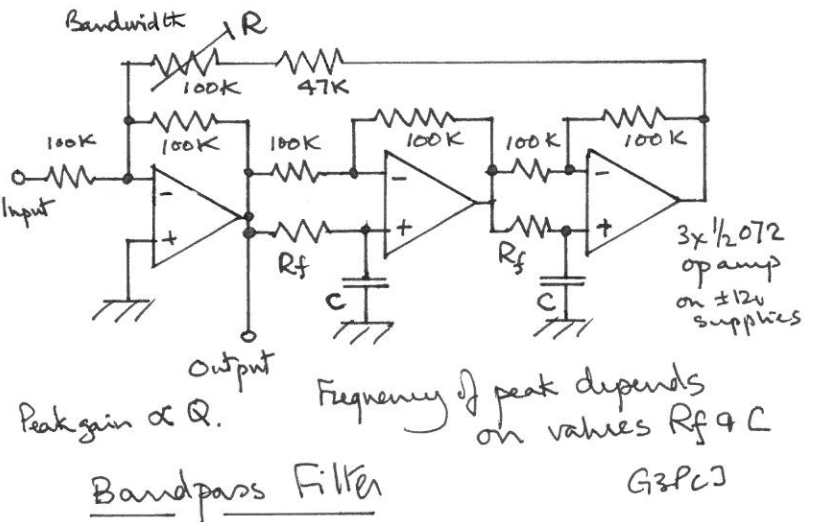 Bandwidth
R
100K
47K
100K
100K
100K
100K
100K
100K
Input
Rf
Rf
C
C
3x 1/2 072
op amp
on ±12v
supplies
Output
Peak gain ∝ Q.
Frequency of peak depends
on values Rf & C
Bandpass Filter
G3PCJ